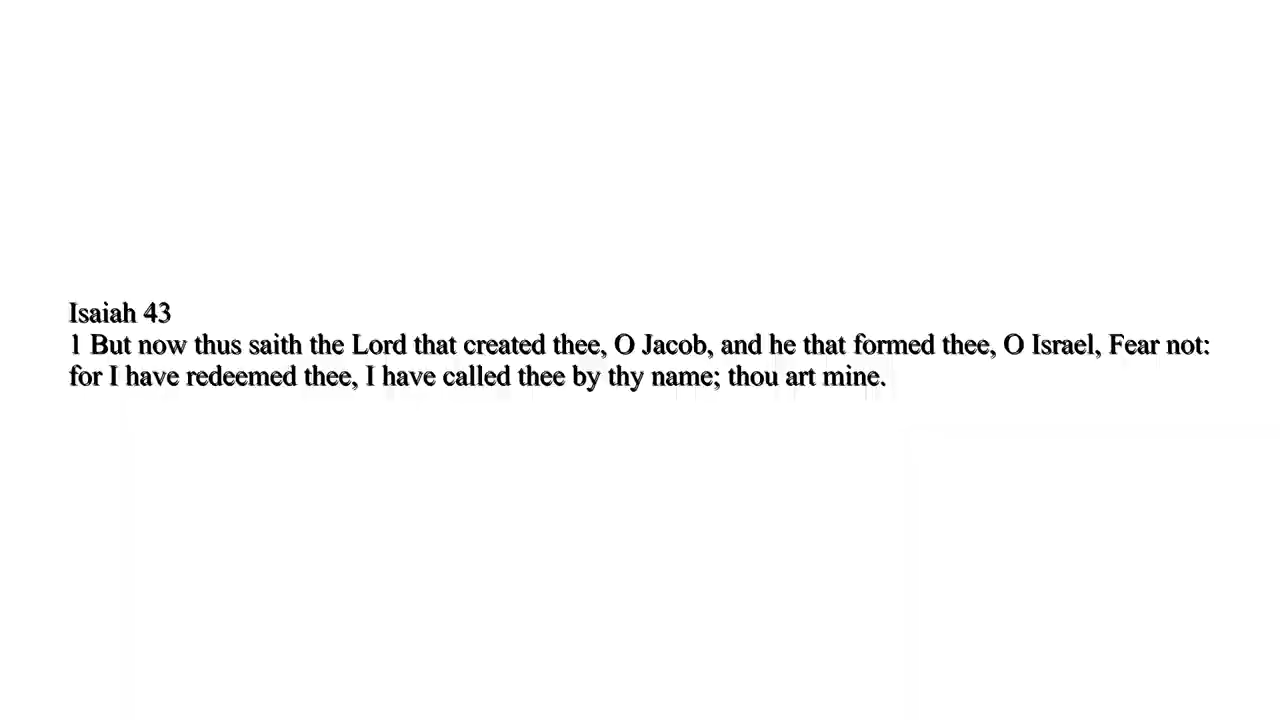 Isaiah 43
1 But now thus saith the Lord that created thee, O Jacob, and he that formed thee, O Israel, Fear not:
for I have redeemed thee, I have called thee by thy name; thou art mine.